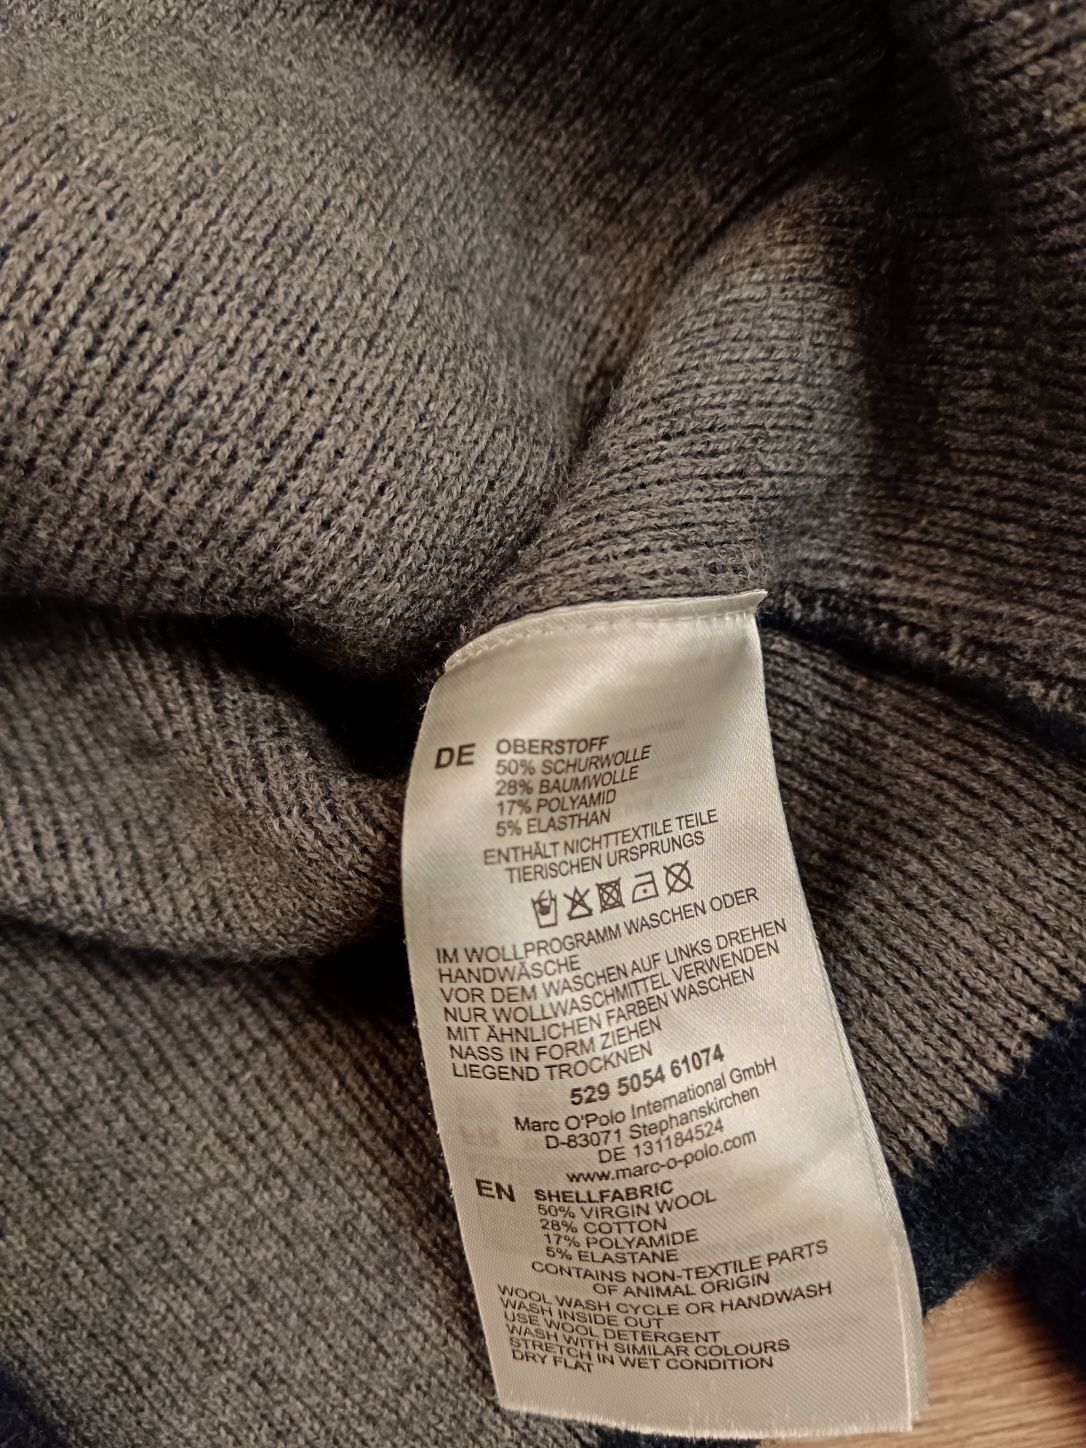 DE OBERSTOFF
50% SCHURWOLLE
28% BAUMWOLLE
17% POLYAMID
5% ELASTHAN
ENTHÄLT NICHTTEXTILE TEILE
TIERISCHEN URSPRUNGS
IM WOLLPROGRAMM WASCHEN ODER
HANDWÄSCHE
VOR DEM WASCHEN AUF LINKS DREHEN
NUR WOLLWASCHMITTEL VERWENDEN
MIT ÄHNLICHEN FARBEN WASCHEN
NASS IN FORM ZIEHEN
LIEGEND TROCKNEN
529 5054 61074
Marc O'Polo International GmbH
D-83071 Stephanskirchen
DE 131184524
www.marc-o-polo.com
EN SHELLFABRIC
50% VIRGIN WOOL
28% COTTON
17% POLYAMIDE
5% ELASTANE
CONTAINS NON-TEXTILE PARTS
OF ANIMAL ORIGIN
WOOL WASH CYCLE OR HANDWASH
WASH INSIDE OUT
USE WOOL DETERGENT
WASH WITH SIMILAR COLOURS
STRETCH IN WET CONDITION
DRY FLAT